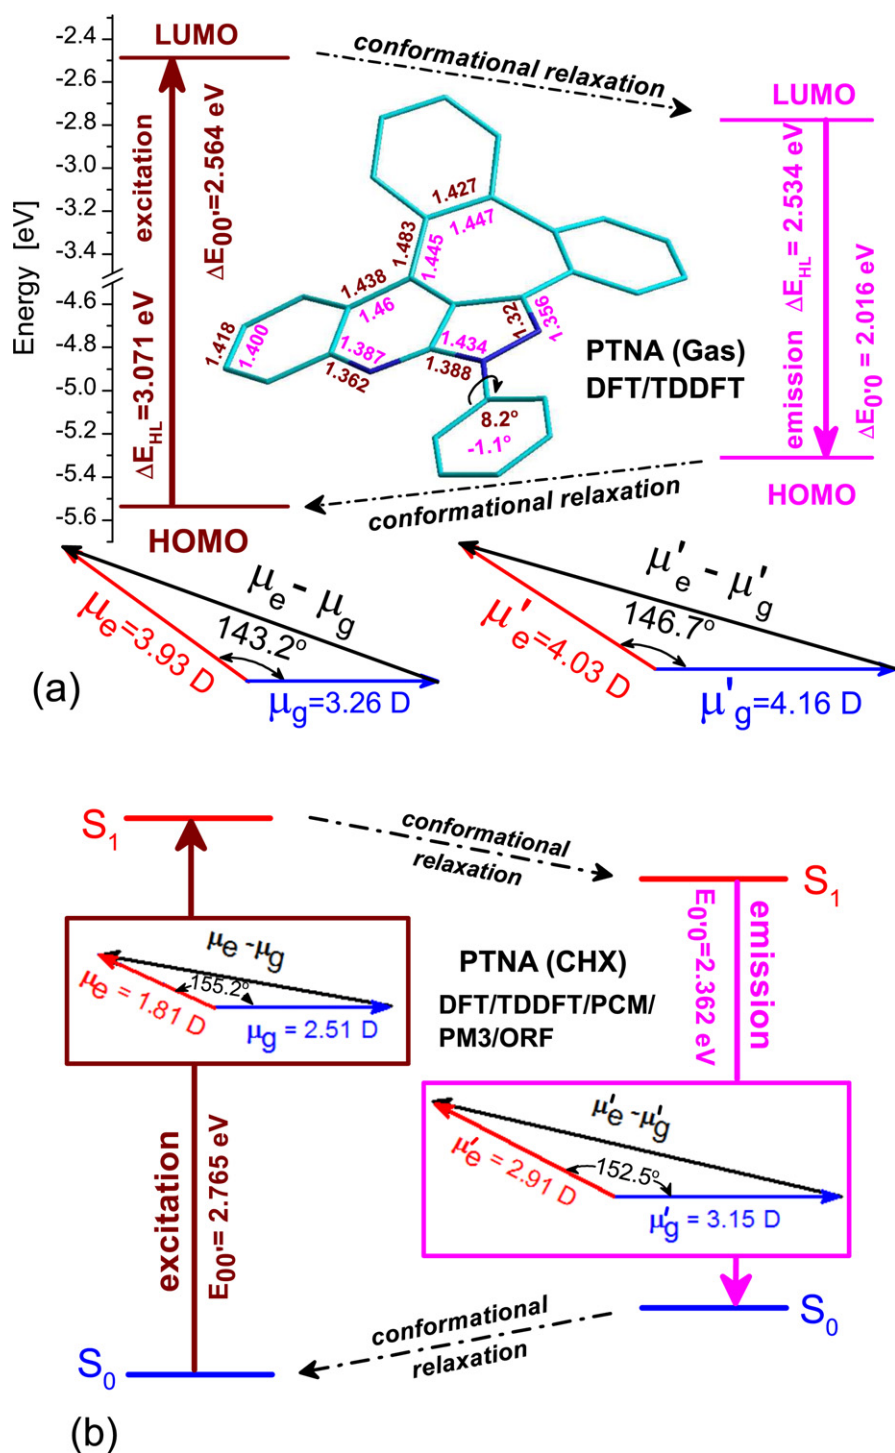 -2.4
-2.6
-2.8
-3.0
-3.2
-3.4
-4.6
-4.8
-5.0
-5.2
-5.4
-5.6
Energy [eV]
LUMO
HOMO
excitation
ΔE00'=2.564 eV
ΔEHL=3.071 eV
conformational relaxation
LUMO
HOMO
emission ΔEHL = 2.534 eV
ΔE0'0 = 2.016 eV
conformational relaxation
1.427
1.447
1.483
1.445
1.438
1.46
1.418
1.400
1.387
1.362
1.434
1.388
1.32
1.356
8.2º
-1.1º
PTNA (Gas)
DFT/TDDFT
μe - μg
143.2º
μe=3.93 D
μg=3.26 D
μ'e - μ'g
146.7º
μ'e=4.03 D
μ'g=4.16 D
(a)
S1
conformational
relaxation
S1
μe -μg
155.2º
μe = 1.81 D
μg = 2.51 D
PTNA (CHX)
DFT/TDDFT/PCM/
PM3/ORF
E0'0=2.362 eV
emission
excitation
E00'= 2.765 eV
μ'e -μ'g
152.5º
μ'e = 2.91 D
μ'g = 3.15 D
S0
conformational
relaxation
S0
(b)